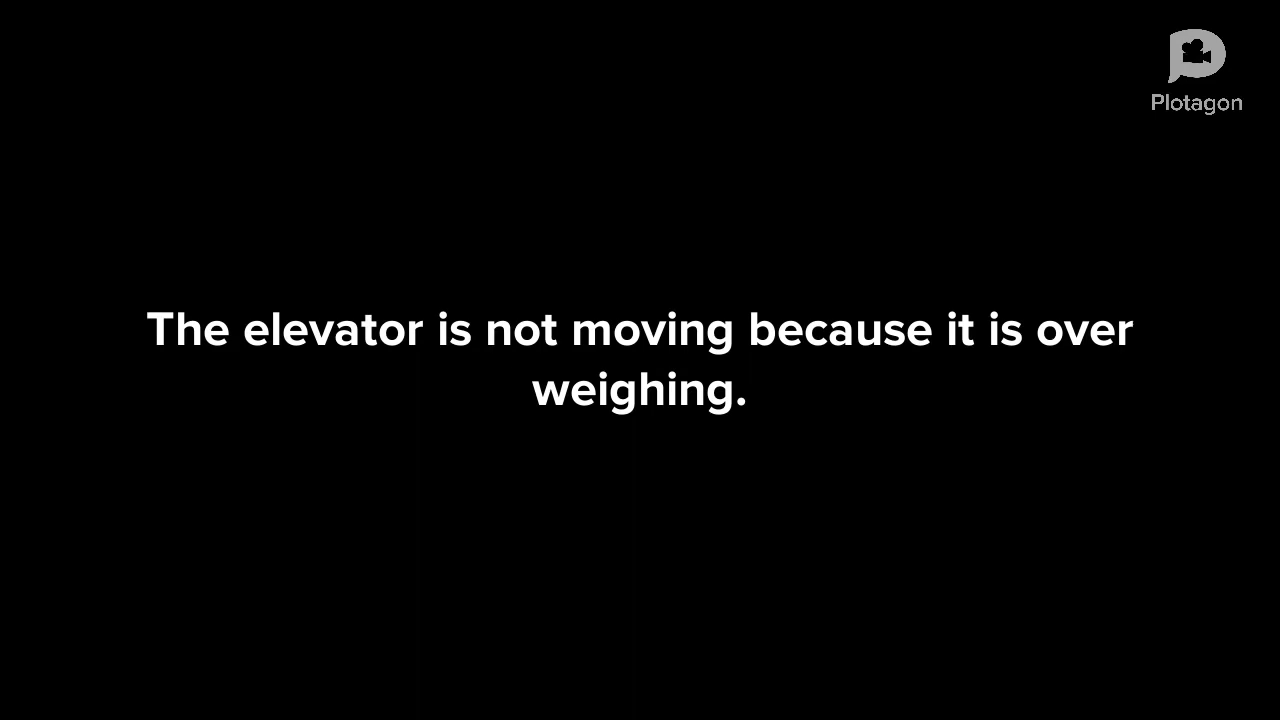 Plotagon
The elevator is not moving because it is over
weighing.